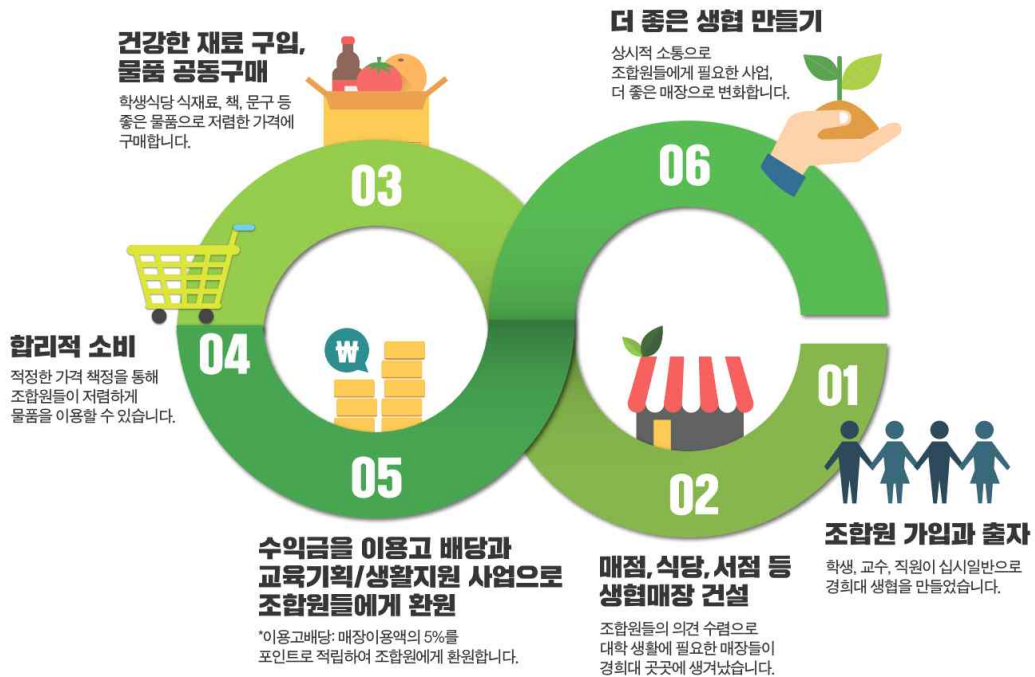 더 좋은 생협 만들기
상시적 소통으로
조합원들에게 필요한 사업,
더 좋은 매장으로 변화합니다.
건강한 재료 구입,
물품 공동구매
학생식당 식재료, 책, 문구 등
좋은 물품으로 저렴한 가격에
구매합니다.
03
06
합리적 소비
적정한 가격 책정을 통해
조합원들이 저렴하게
물품을 이용할 수 있습니다.
04
₩
01
05
02
조합원 가입과 출자
학생, 교수, 직원이 십시일반으로
경희대 생협을 만들었습니다.
수익금을 이용고 배당과
교육기획/생활지원 사업으로
조합원들에게 환원
*이용고배당: 매장이용액의 5%를
포인트로 적립하여 조합원에게 환원합니다.
매점, 식당, 서점 등
생협매장 건설
조합원들의 의견 수렴으로
대학 생활에 필요한 매장들이
경희대 곳곳에 생겨났습니다.